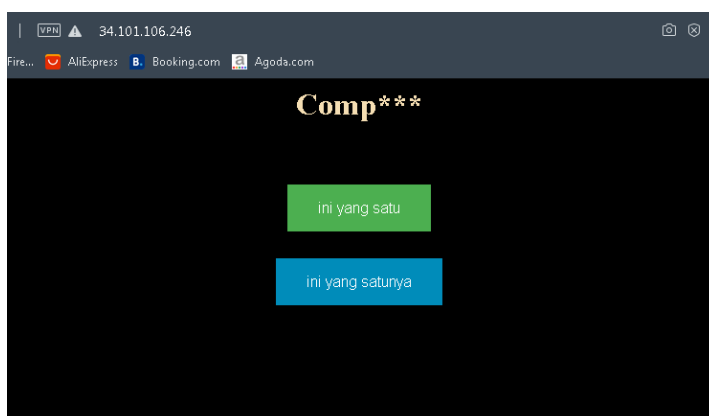 VPN 34.101.106.246
Fire... AliExpress B. Booking.com a Agoda.com
Comp***
ini yang satu
ini yang satunya